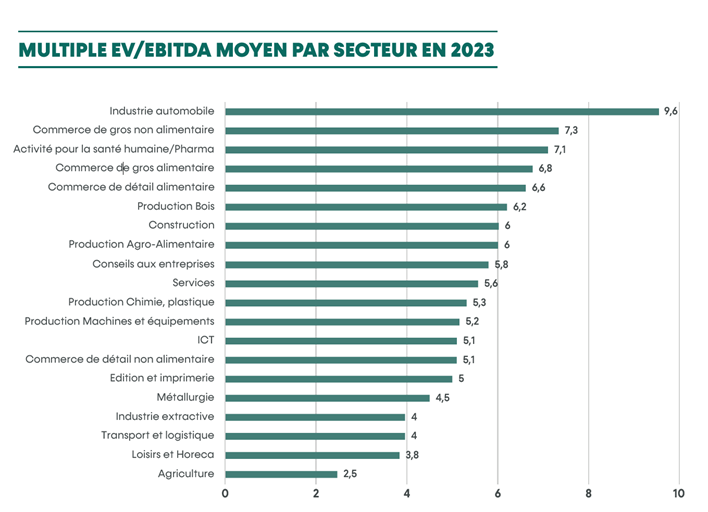 MULTIPLE EV/EBITDA MOYEN PAR SECTEUR EN 2023
Industrie automobile 9,6
Commerce de gros non alimentaire 7,3
Activité pour la santé humaine/Pharma 7,1
Commerce de gros alimentaire 6,8
Commerce de détail alimentaire 6,6
Production Bois 6,2
Construction 6
Production Agro-Alimentaire 6
Conseils aux entreprises 5,8
Services 5,6
Production Chimie, plastique 5,3
Production Machines et équipements 5,2
ICT 5,1
Commerce de détail non alimentaire 5,1
Edition et imprimerie 5
Métallurgie 4,5
Industrie extractive 4
Transport et logistique 4
Loisirs et Horeca 3,8
Agriculture 2,5
0 2 4 6 8 10